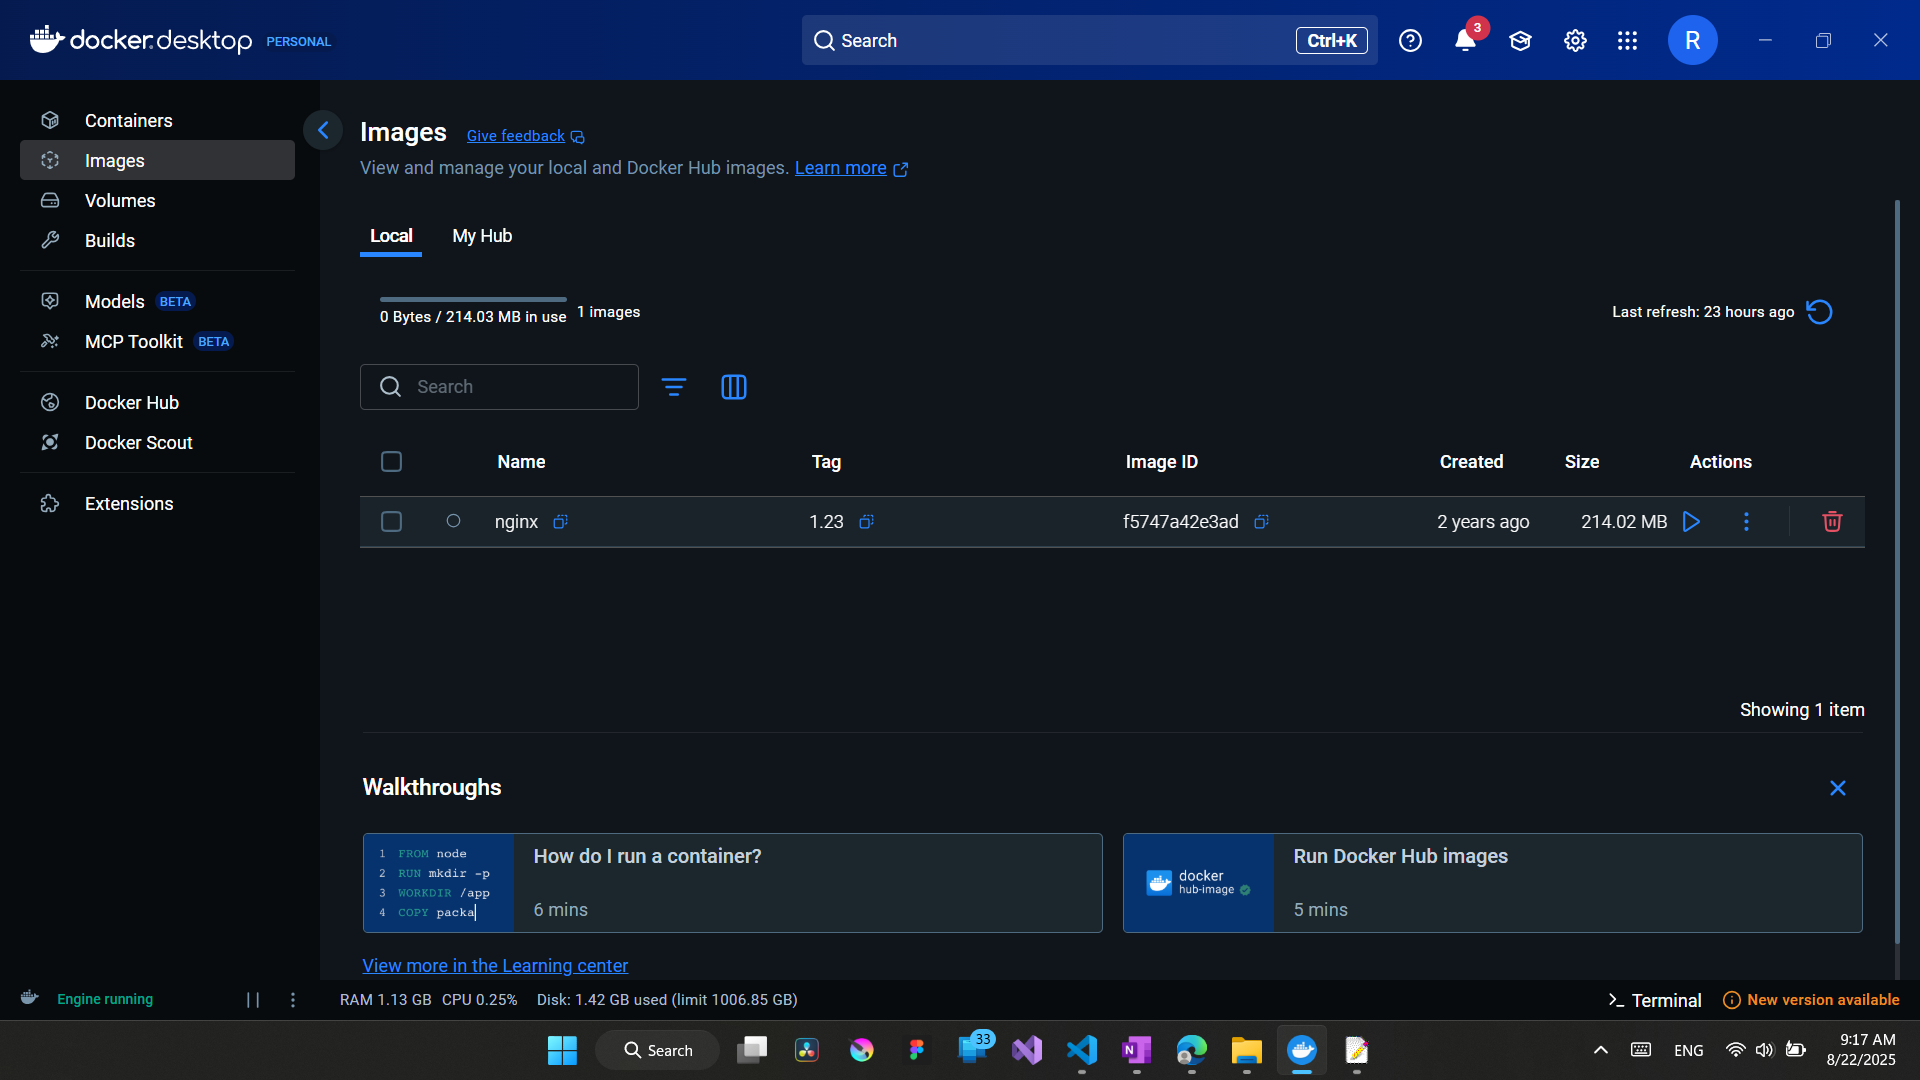 docker.desktop PERSONAL
Search Ctrl+K
3
R
Containers
Images
Volumes
Builds
Models BETA
MCP Toolkit BETA
Docker Hub
Docker Scout
Extensions
Images Give feedback
View and manage your local and Docker Hub images. Learn more
Local My Hub
0 Bytes / 214.03 MB in use 1 images
Last refresh: 23 hours ago
Search
Name Tag Image ID Created Size Actions
nginx 1.23 f5747a42e3ad 2 years ago 214.02 MB
Showing 1 item
Walkthroughs
1 FROM node
2 RUN mkdir -p
3 WORKDIR /app
4 COPY packa
How do I run a container?
6 mins
docker
hub-image
Run Docker Hub images
5 mins
View more in the Learning center
Engine running
RAM 1.13 GB CPU 0.25% Disk: 1.42 GB used (limit 1006.85 GB)
Terminal New version available
Search
33
N
ENG
9:17 AM
8/22/2025